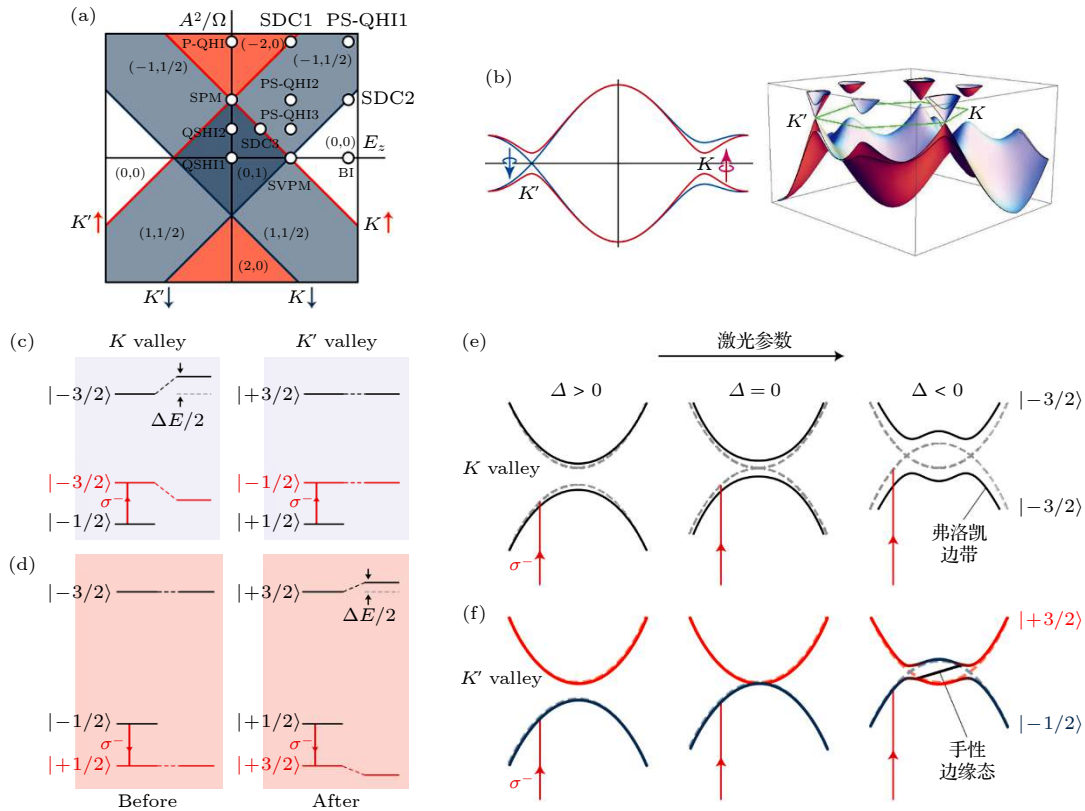 (a)
A²/Ω SDC1 PS-QHI1
P-QHI (−2,0)
(−1,1/2) (−1,1/2)
PS-QHI2
SPM SDC2
PS-QHI3
QSHI2
SDC3 (0,0) E_z
QSHI1
(0,0) (0,1) BI
SVPM
K′↑ K↑
(1,1/2) (1,1/2)
(2,0)
K′↓ K↓
(b)
K′ K
K′ K
(c)
K valley K′ valley
|−3/2⟩ |+3/2⟩
ΔE/2
|−3/2⟩ |−1/2⟩
σ⁻ σ⁻
|−1/2⟩ |+1/2⟩
(d)
|−3/2⟩ |+3/2⟩
ΔE/2
|−1/2⟩ |+1/2⟩
σ⁻ σ⁻
|+1/2⟩ |+3/2⟩
Before After
(e)
激光参数
Δ > 0 Δ = 0 Δ < 0
|−3/2⟩
K valley
|−3/2⟩
弗洛凯
边带
σ⁻
(f)
|+3/2⟩
K′ valley
|−1/2⟩
手性
边缘态
σ⁻